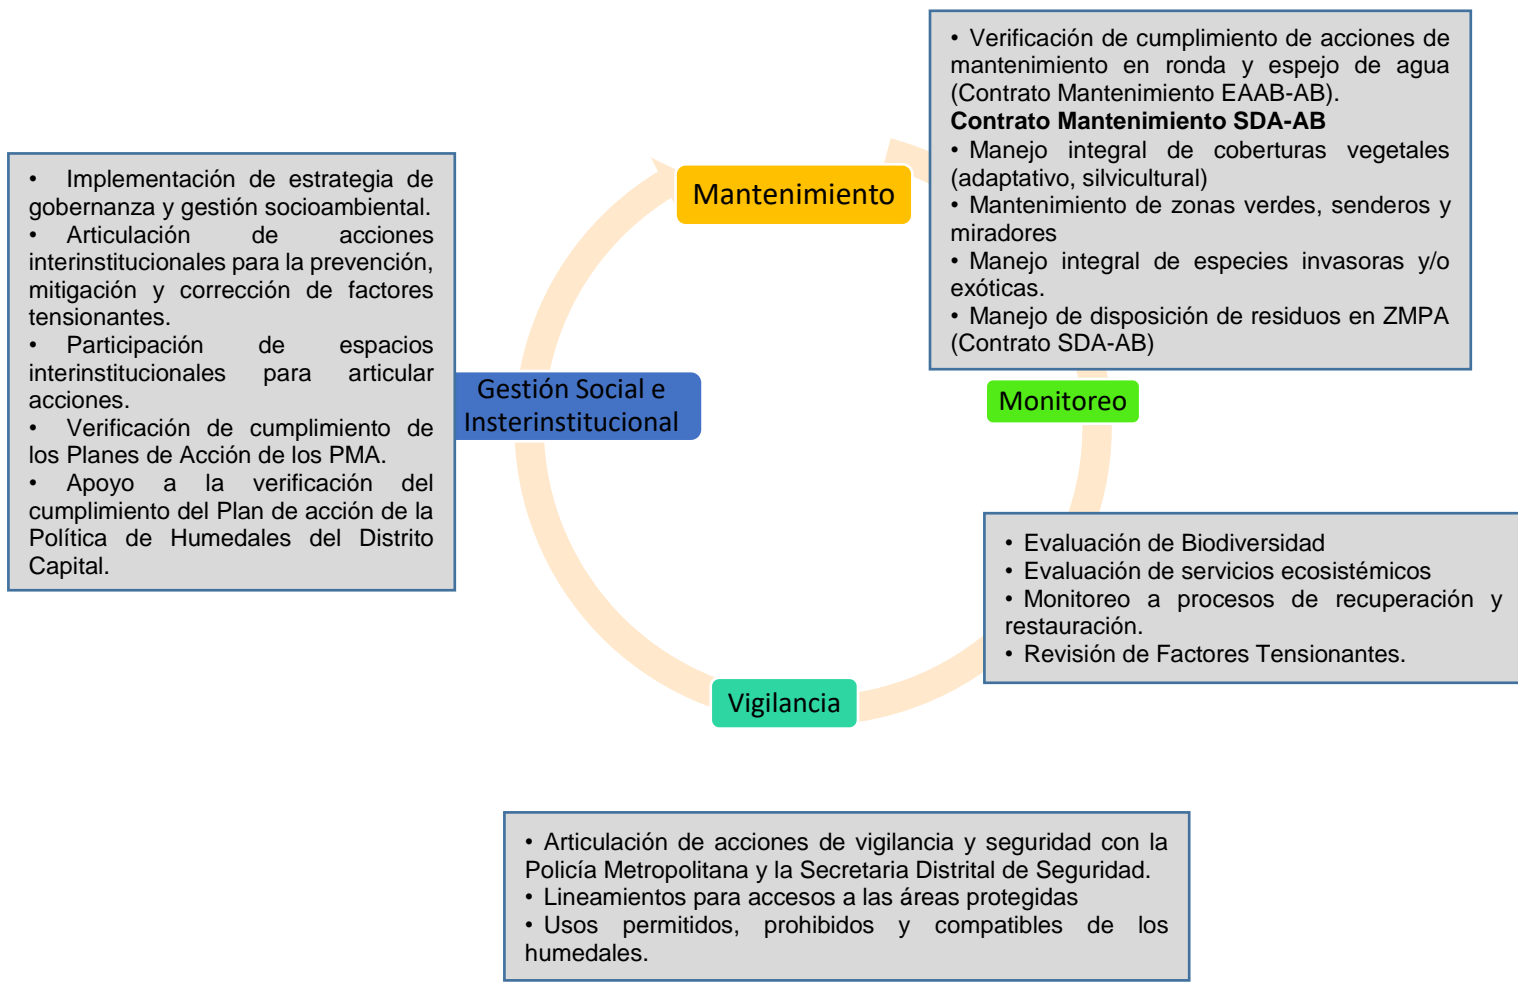 Mantenimiento
• Verificación de cumplimiento de acciones de
mantenimiento en ronda y espejo de agua
(Contrato Mantenimiento EAAB-AB).
Contrato Mantenimiento SDA-AB
• Manejo integral de coberturas vegetales
(adaptativo, silvicultural)
• Mantenimiento de zonas verdes, senderos y
miradores
• Manejo integral de especies invasoras y/o
exóticas.
• Manejo de disposición de residuos en ZMPA
(Contrato SDA-AB)
Monitoreo
• Evaluación de Biodiversidad
• Evaluación de servicios ecosistémicos
• Monitoreo a procesos de recuperación y
restauración.
• Revisión de Factores Tensionantes.
Vigilancia
• Articulación de acciones de vigilancia y seguridad con la
Policía Metropolitana y la Secretaria Distrital de Seguridad.
• Lineamientos para accesos a las áreas protegidas
• Usos permitidos, prohibidos y compatibles de los
humedales.
Gestión Social e
Insterinstitucional
• Implementación de estrategia de
gobernanza y gestión socioambiental.
• Articulación de acciones
interinstitucionales para la prevención,
mitigación y corrección de factores
tensionantes.
• Participación de espacios
interinstitucionales para articular
acciones.
• Verificación de cumplimiento de
los Planes de Acción de los PMA.
• Apoyo a la verificación del
cumplimiento del Plan de acción de la
Política de Humedales del Distrito
Capital.